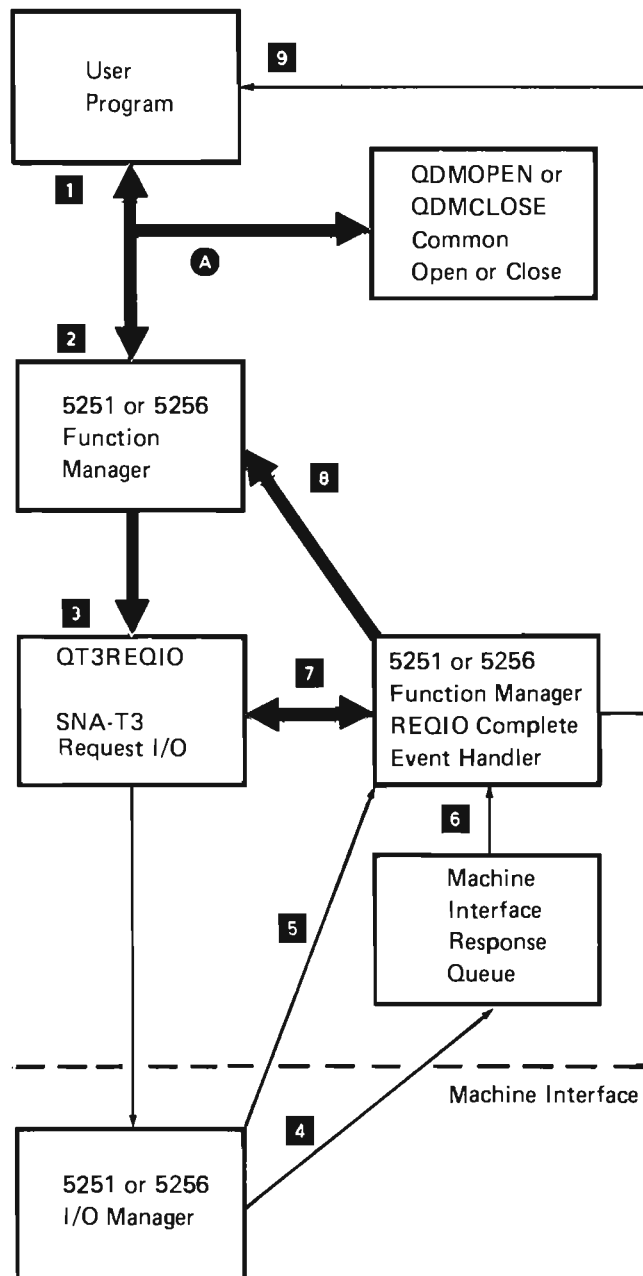 User
Program
9
1
QDMOPEN or
QDMCLOSE
Common
Open or Close
A
2
5251 or 5256
Function
Manager
8
3
QT3REQIO
SNA-T3
Request I/O
7
5251 or 5256
Function Manager
REQIO Complete
Event Handler
6
Machine
Interface
Response
Queue
5
Machine Interface
4
5251 or 5256
I/O Manager